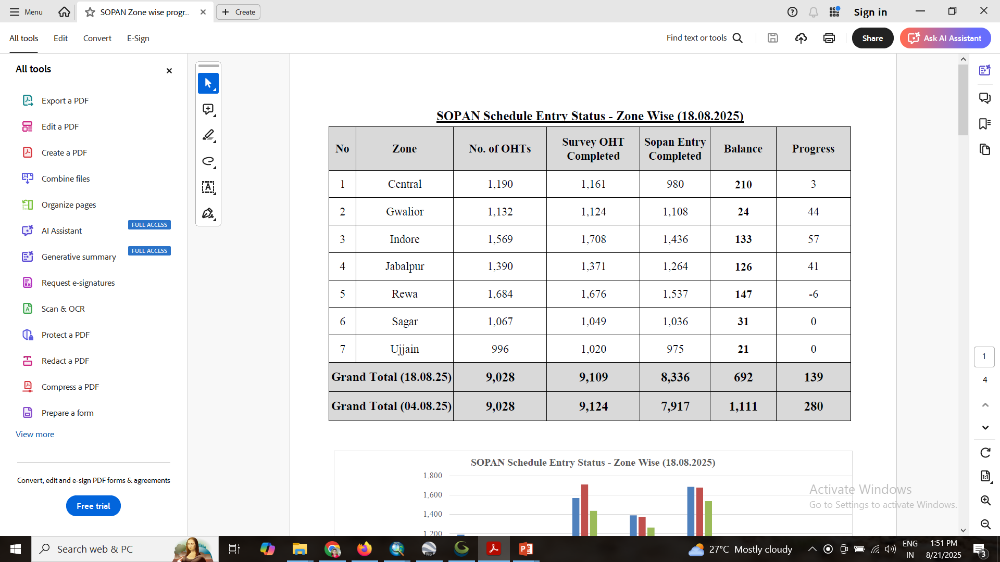 Menu
SOPAN Zone wise progr...
Create
Sign in
All tools
Edit
Convert
E-Sign
Find text or tools
Share
Ask AI Assistant
All tools
Export a PDF
Edit a PDF
Create a PDF
Combine files
Organize pages
AI Assistant
FULL ACCESS
Generative summary
FULL ACCESS
Request e-signatures
Scan & OCR
Protect a PDF
Redact a PDF
Compress a PDF
Prepare a form
View more
Convert, edit and e-sign PDF forms & agreements
Free trial
SOPAN Schedule Entry Status - Zone Wise (18.08.2025)
No Zone No. of OHTs Survey OHT Completed Sopan Entry Completed Balance Progress
1 Central 1,190 1,161 980 210 3
2 Gwalior 1,132 1,124 1,108 24 44
3 Indore 1,569 1,708 1,436 133 57
4 Jabalpur 1,390 1,371 1,264 126 41
5 Rewa 1,684 1,676 1,537 147 -6
6 Sagar 1,067 1,049 1,036 31 0
7 Ujjain 996 1,020 975 21 0
Grand Total (18.08.25) 9,028 9,109 8,336 692 139
Grand Total (04.08.25) 9,028 9,124 7,917 1,111 280
SOPAN Schedule Entry Status - Zone Wise (18.08.2025)
1,800
1,600
1,400
1,200
1
4
Activate Windows
Go to Settings to activate Windows.
Search web & PC
Pro
27°C Mostly cloudy
ENG
IN
1:51 PM
8/21/2025
3